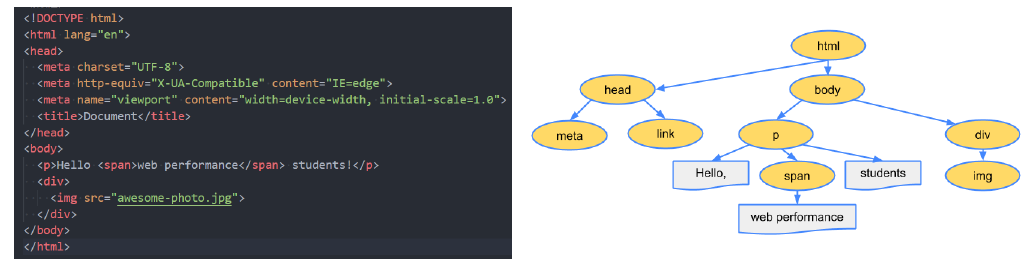 <!DOCTYPE html>
<html lang="en">
<head>
<meta charset="UTF-8">
<meta http-equiv="X-UA-Compatible" content="IE=edge">
<meta name="viewport" content="width=device-width, initial-scale=1.0">
<title>Document</title>
</head>
<body>
<p>Hello <span>web performance</span> students!</p>
<div>
<img src="awesome-photo.jpg">
</div>
</body>
</html>
html
head
body
meta
link
p
div
Hello,
span
students
img
web performance